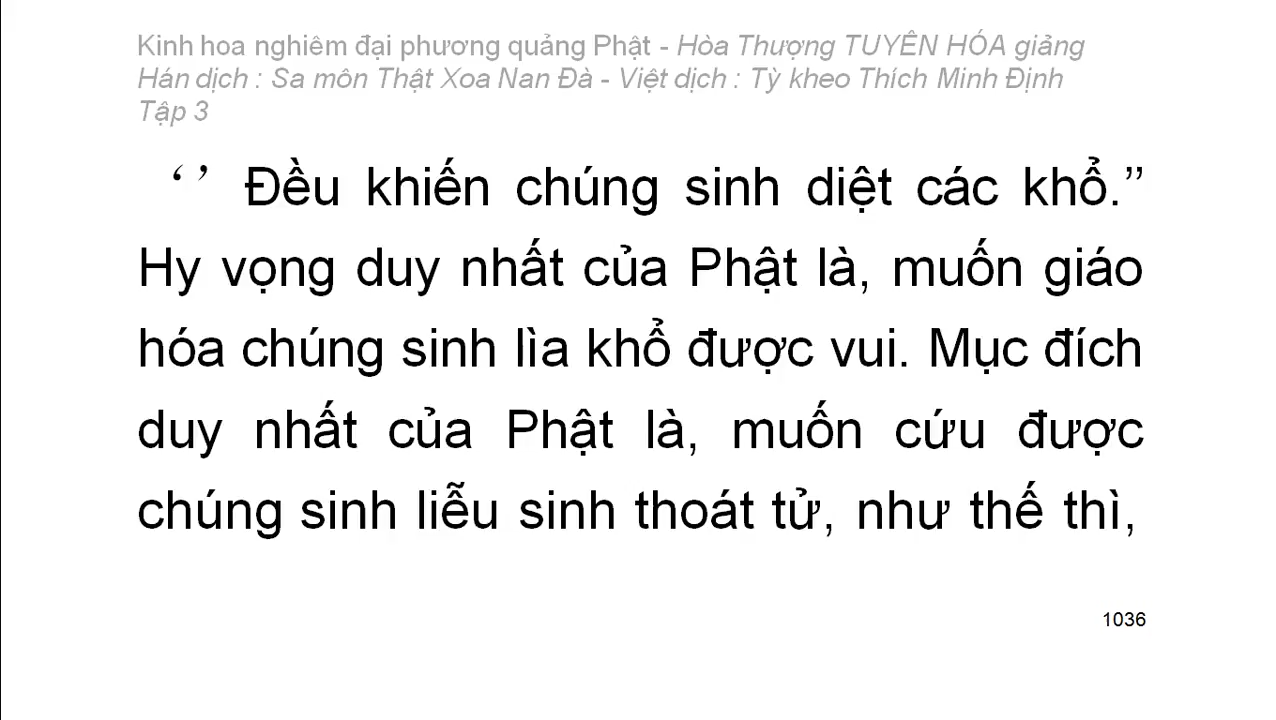 Kinh hoa nghiêm đại phương quảng Phật - Hòa Thượng TUYÊN HÓA giảng
Hán dịch : Sa môn Thật Xoa Nan Đà - Việt dịch : Tỳ kheo Thích Minh Định
Tập 3
‘’ Đều khiến chúng sinh diệt các khổ.”
Hy vọng duy nhất của Phật là, muốn giáo
hóa chúng sinh lìa khổ được vui. Mục đích
duy nhất của Phật là, muốn cứu được
chúng sinh liễu sinh thoát tử, như thế thì,
1036